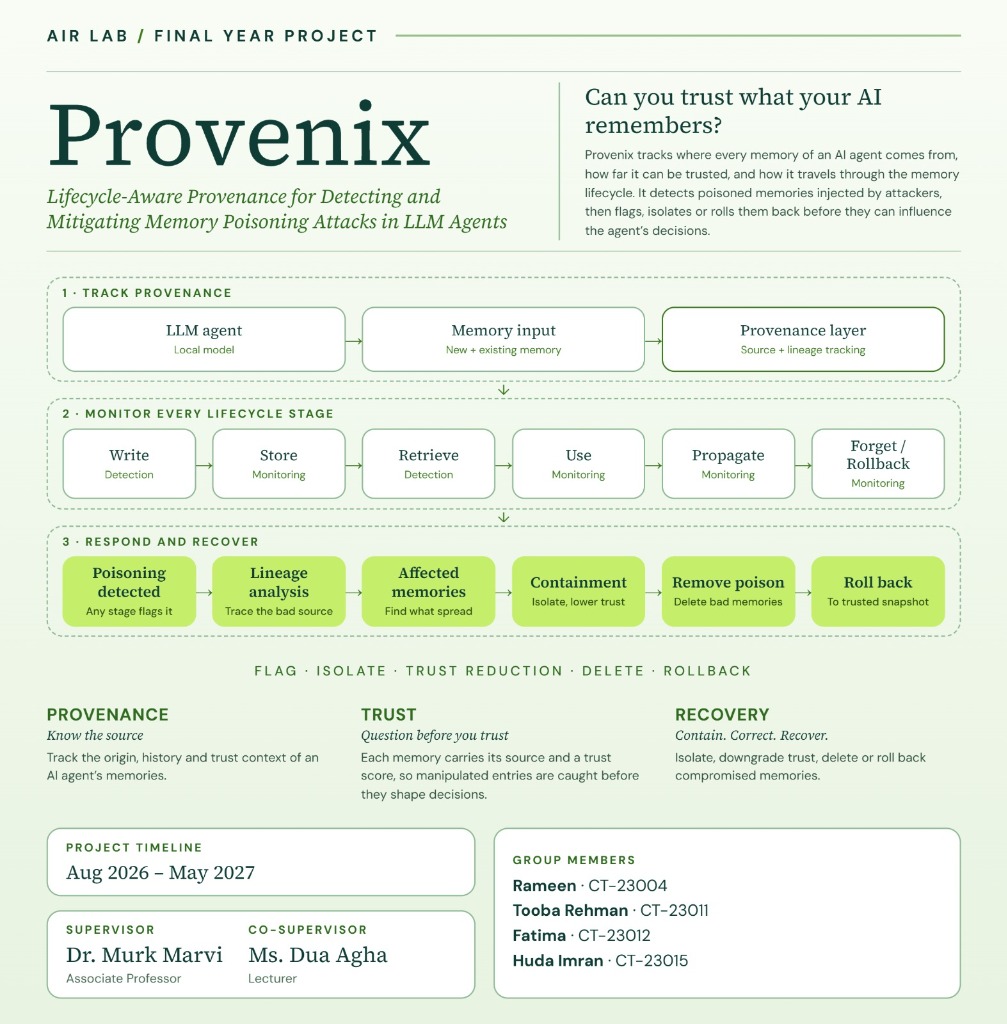 AIR LAB / FINAL YEAR PROJECT
Provenix
Lifecycle-Aware Provenance for Detecting and
Mitigating Memory Poisoning Attacks in LLM Agents
Can you trust what your AI
remembers?
Provenix tracks where every memory of an AI agent comes from,
how far it can be trusted, and how it travels through the memory
lifecycle. It detects poisoned memories injected by attackers,
then flags, isolates or rolls them back before they can influence
the agent's decisions.
1 · TRACK PROVENANCE
LLM agent
Local model
→
Memory input
New + existing memory
→
Provenance layer
Source + lineage tracking
↓
2 · MONITOR EVERY LIFECYCLE STAGE
Write
Detection
→
Store
Monitoring
→
Retrieve
Detection
→
Use
Monitoring
→
Propagate
Monitoring
→
Forget /
Rollback
Monitoring
↓
3 · RESPOND AND RECOVER
Poisoning
detected
Any stage flags it
→
Lineage
analysis
Trace the bad source
→
Affected
memories
Find what spread
→
Containment
Isolate, lower trust
→
Remove poison
Delete bad memories
→
Roll back
To trusted snapshot
FLAG · ISOLATE · TRUST REDUCTION · DELETE · ROLLBACK
PROVENANCE
Know the source
Track the origin, history and trust context of an
AI agent's memories.
TRUST
Question before you trust
Each memory carries its source and a trust
score, so manipulated entries are caught before
they shape decisions.
RECOVERY
Contain. Correct. Recover.
Isolate, downgrade trust, delete or roll back
compromised memories.
PROJECT TIMELINE
Aug 2026 – May 2027
SUPERVISOR
Dr. Murk Marvi
Associate Professor
CO-SUPERVISOR
Ms. Dua Agha
Lecturer
GROUP MEMBERS
Rameen · CT-23004
Tooba Rehman · CT-23011
Fatima · CT-23012
Huda Imran · CT-23015